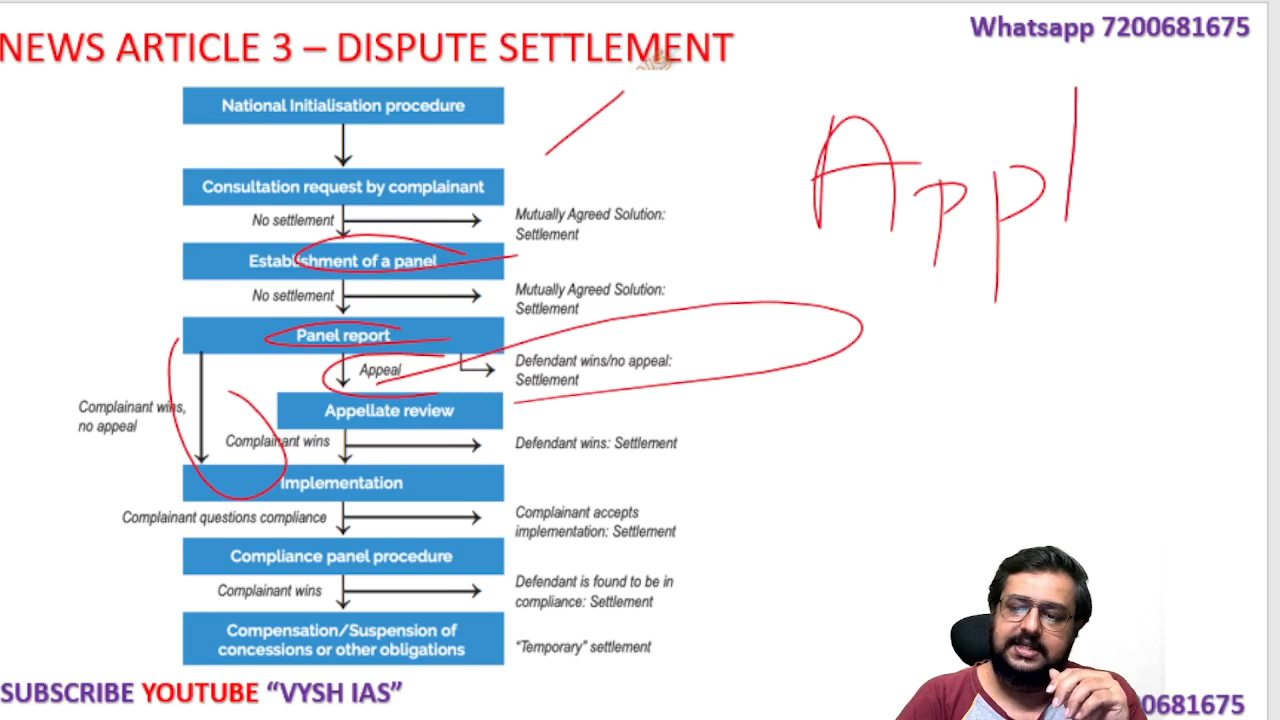 Whatsapp 7200681675
NEWS ARTICLE 3 – DISPUTE SETTLEMENT
National Initialisation procedure
Consultation request by complainant
No settlement
Mutually Agreed Solution:
Settlement
Establishment of a panel
No settlement
Mutually Agreed Solution:
Settlement
Panel report
Appeal
Defendant wins/no appeal:
Settlement
Complainant wins,
no appeal
Appellate review
Complainant wins
Defendant wins: Settlement
Implementation
Complainant questions compliance
Complainant accepts
implementation: Settlement
Compliance panel procedure
Complainant wins
Defendant is found to be in
compliance: Settlement
Compensation/Suspension of
concessions or other obligations
“Temporary” settlement
Appl
SUBSCRIBE YOUTUBE “VYSH IAS”
0681675